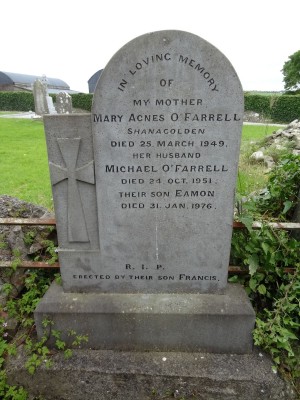 IN LOVING MEMORY
OF
MY MOTHER
MARY AGNES O'FARRELL
SHANAGOLDEN
DIED 25. MARCH 1949.
HER HUSBAND
MICHAEL O'FARRELL
DIED 24 OCT. 1951.
THEIR SON EAMON
DIED 31. JAN. 1976.
R. I. P.
ERECTED BY THEIR SON FRANCIS.